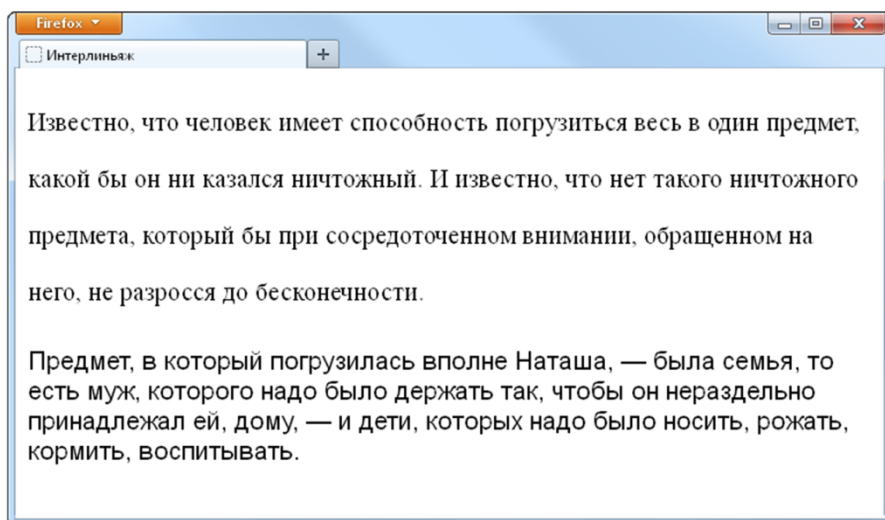 Firefox
Интерлиньяж
Известно, что человек имеет способность погрузиться весь в один предмет,
какой бы он ни казался ничтожный. И известно, что нет такого ничтожного
предмета, который бы при сосредоточенном внимании, обращенном на
него, не разросся до бесконечности.
Предмет, в который погрузилась вполне Наташа, — была семья, то
есть муж, которого надо было держать так, чтобы он нераздельно
принадлежал ей, дому, — и дети, которых надо было носить, рожать,
кормить, воспитывать.